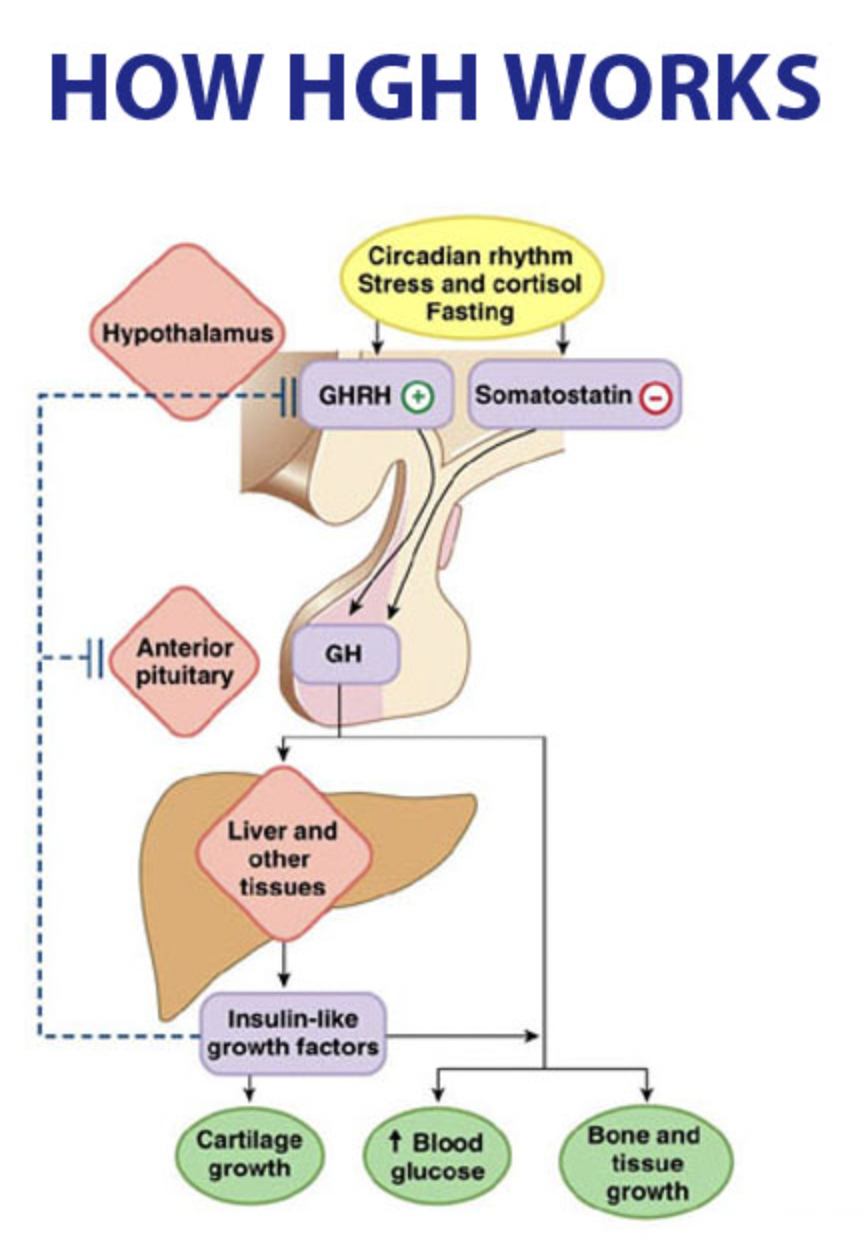 HOW HGH WORKS
Circadian rhythm
Stress and cortisol
Fasting
Hypothalamus
GHRH +
Somatostatin -
Anterior
pituitary
GH
Liver and
other
tissues
Insulin-like
growth factors
Cartilage
growth
↑ Blood
glucose
Bone and
tissue
growth